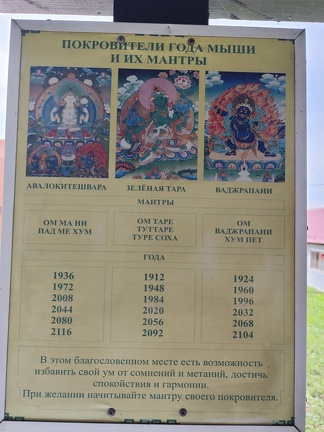 ПОКРОВИТЕЛИ ГОДА МЫШИ
И ИХ МАНТРЫ
АВАЛОКИТЕШВАРА ЗЕЛЁНАЯ ТАРА ВАДЖРАПАНИ
МАНТРЫ
ОМ МА НИ
ПАД МЕ ХУМ
ОМ ТАРЕ
ТУТТАРЕ
ТУРЕ СОХА
ОМ
ВАДЖРАПАНИ
ХУМ ПЕТ
ГОДА
1936
1972
2008
2044
2080
2116
1912
1948
1984
2020
2056
2092
1924
1960
1996
2032
2068
2104
В этом благословенном месте есть возможность
избавить свой ум от сомнений и метаний, достичь
спокойствия и гармонии.
При желании начитывайте мантру своего покровителя.